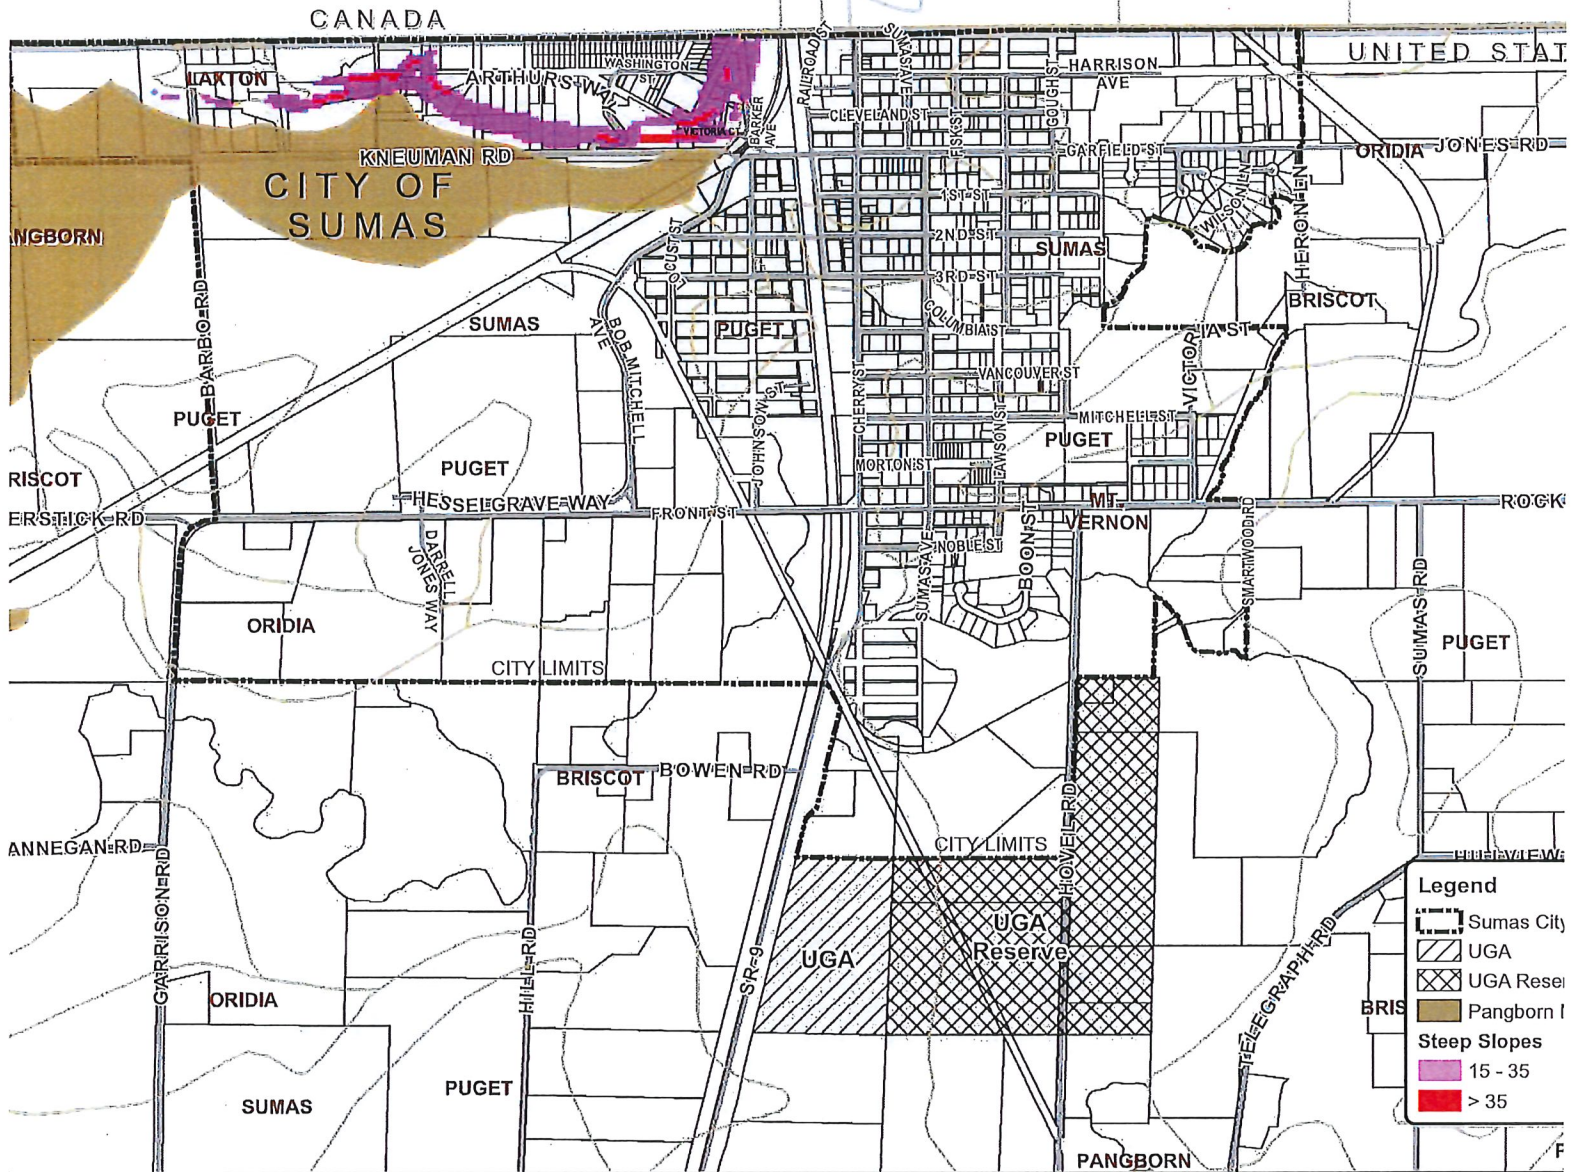 CANADA
UNITED STAT
LAXTON
WASHINGTON
ST
ARTHURS WAY
RAILROAD ST
SUMAS AVE
HARRISON
AVE
GOUGH ST
CLEVELAND ST
BARKER
AVE
VICTORIA CT
KNEUMAN RD
GARFIELD ST
ORIDIA
JONES RD
CITY OF
SUMAS
1ST ST
WILSON LN
HERON LN
NGBORN
LOCUST ST
2ND ST
SUMAS
3RD ST
BARBO RD
BRISCOT
SUMAS
BOB MITCHELL
AVE
PUGET
COLUMBIA ST
VICTORIA ST
VANCOUVER ST
CHERRY ST
JOHNSON ST
PUGET
MITCHELL ST
LAWSON ST
PUGET
PUGET
MORTON ST
RISCOT
HESSELGRAVE WAY
MT
VERNON
ROCK
ERSTICK RD
FRONT ST
BOON ST
SMARTWOOD RD
DARRELL
JONES WAY
NOBLE ST
SUMAS AVE
SUMAS RD
ORIDIA
PUGET
CITY LIMITS
BRISCOT
BOWEN RD
HOVEL RD
ANNEGAN RD
CITY LIMITS
GARRISON RD
HILL RD
SR-9
UGA
UGA
Reserve
TELEGRAPH RD
ORIDIA
BRIS
PUGET
SUMAS
PANGBORN
Legend
Sumas City
UGA
UGA Reser
Pangborn
Steep Slopes
15 - 35
> 35